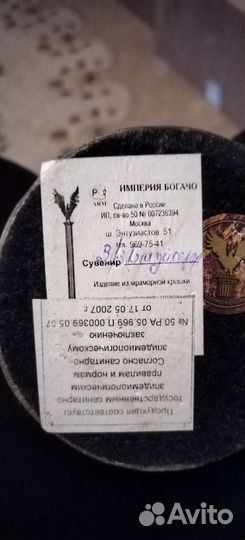 ИМПЕРИЯ БОГАЧО
Сделано в России
ИП, св-во 50 № 007236394
Москва
ш. Энтузиастов 51
тел. 969-75-41
Сувенир
Изделие из мраморной крошки
Продукция соответствует
государственным санитарно
эпидемиологическим
правилам и нормам
Согласно санитарно-
эпидемиологическому
заключению
№ 50.РА.05.969.П.000369.05.07
от 17.05.2007 г
Avito